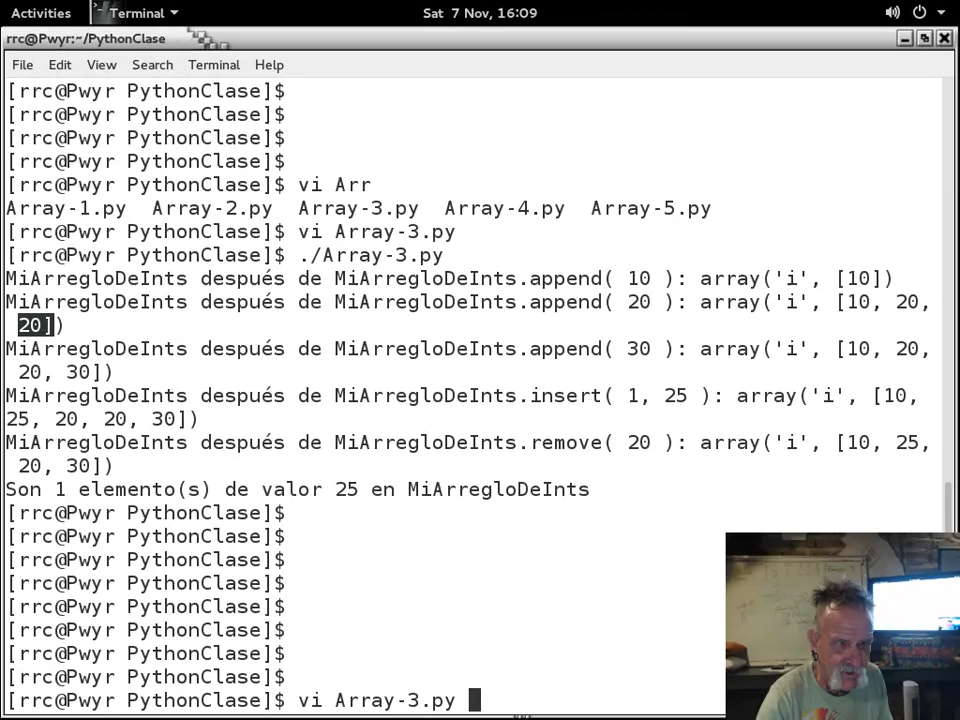 Activities Terminal Sat 7 Nov, 16:09
rrc@Pwyr:~/PythonClase
File Edit View Search Terminal Help
[rrc@Pwyr PythonClase]$
[rrc@Pwyr PythonClase]$
[rrc@Pwyr PythonClase]$
[rrc@Pwyr PythonClase]$
[rrc@Pwyr PythonClase]$ vi Arr
Array-1.py Array-2.py Array-3.py Array-4.py Array-5.py
[rrc@Pwyr PythonClase]$ vi Array-3.py
[rrc@Pwyr PythonClase]$ ./Array-3.py
MiArregloDeInts después de MiArregloDeInts.append( 10 ): array('i', [10])
MiArregloDeInts después de MiArregloDeInts.append( 20 ): array('i', [10, 20,
20])
MiArregloDeInts después de MiArregloDeInts.append( 30 ): array('i', [10, 20,
20, 30])
MiArregloDeInts después de MiArregloDeInts.insert( 1, 25 ): array('i', [10,
25, 20, 20, 30])
MiArregloDeInts después de MiArregloDeInts.remove( 20 ): array('i', [10, 25,
20, 30])
Son 1 elemento(s) de valor 25 en MiArregloDeInts
[rrc@Pwyr PythonClase]$
[rrc@Pwyr PythonClase]$
[rrc@Pwyr PythonClase]$
[rrc@Pwyr PythonClase]$
[rrc@Pwyr PythonClase]$
[rrc@Pwyr PythonClase]$
[rrc@Pwyr PythonClase]$
[rrc@Pwyr PythonClase]$
[rrc@Pwyr PythonClase]$ vi Array-3.py